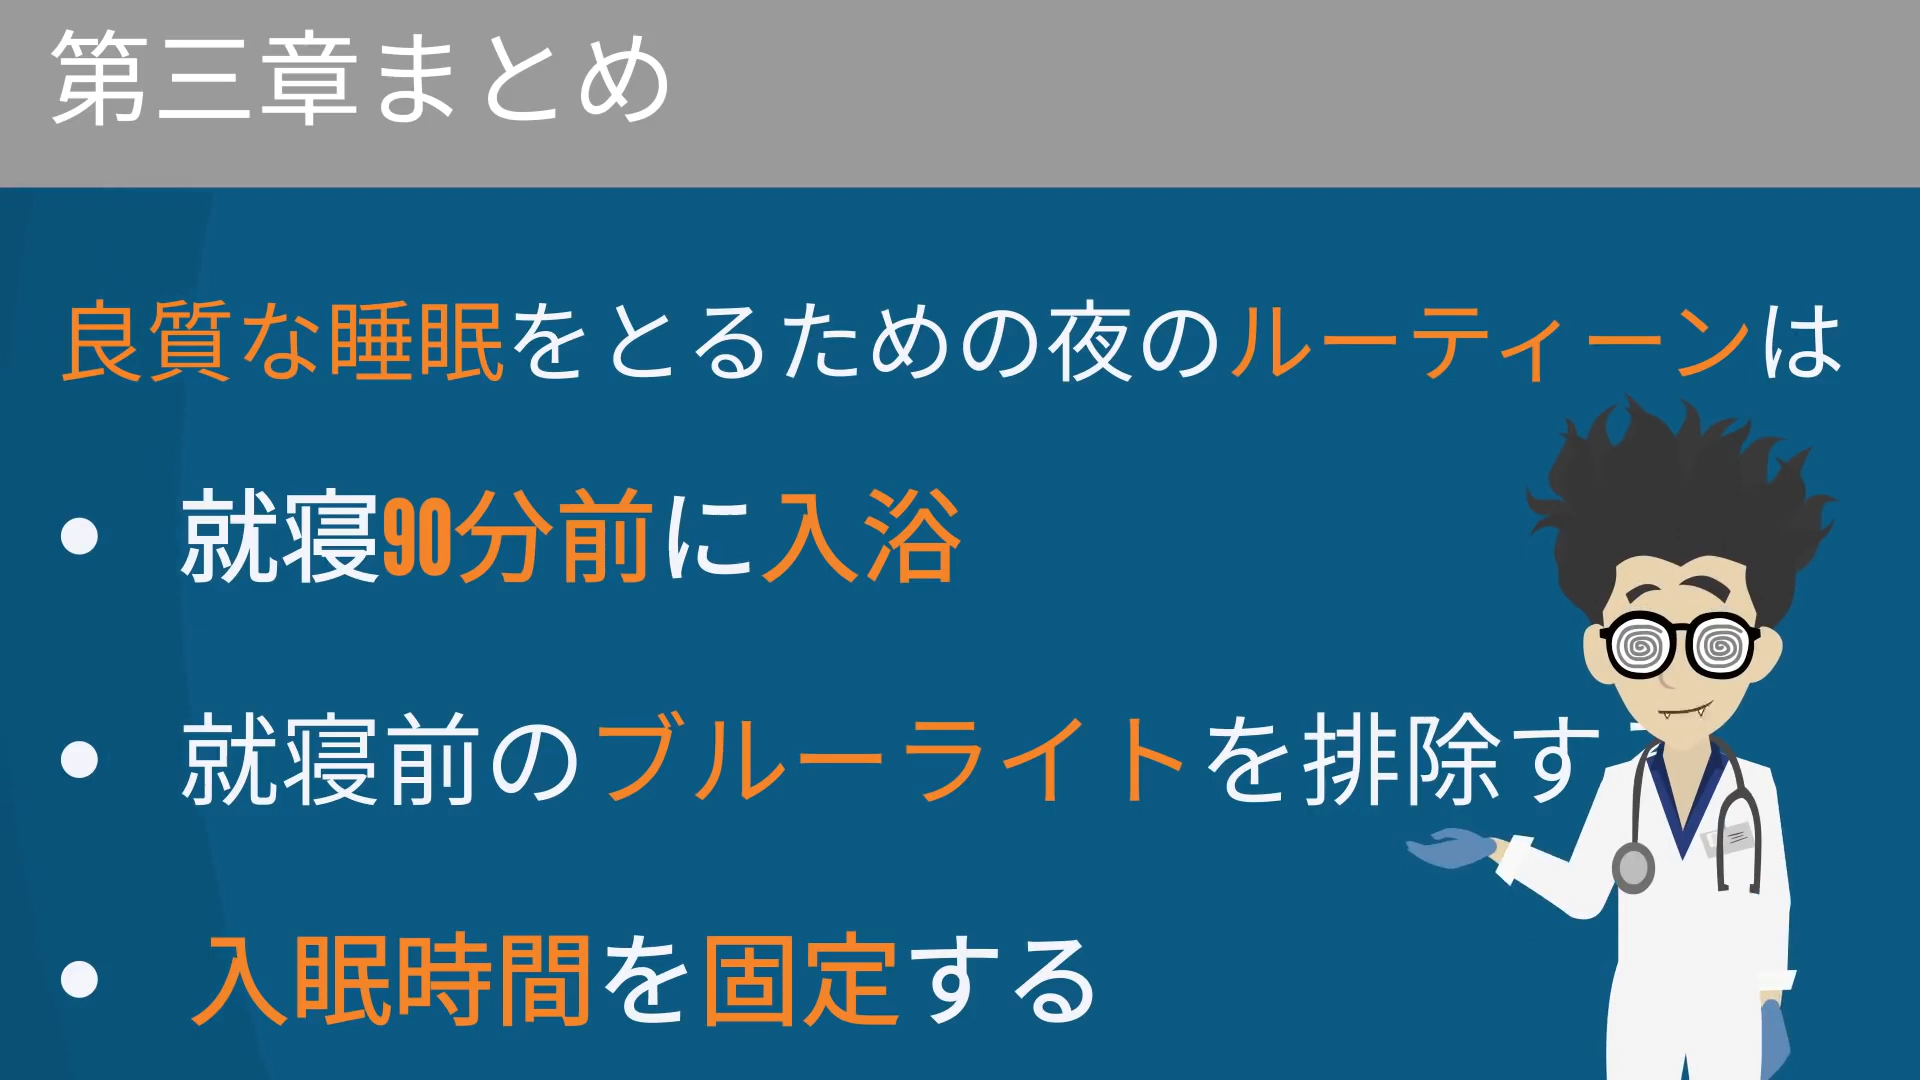 第三章まとめ
良質な睡眠をとるための夜のルーティーンは
• 就寝90分前に入浴
• 就寝前のブルーライトを排除す
• 入眠時間を固定する